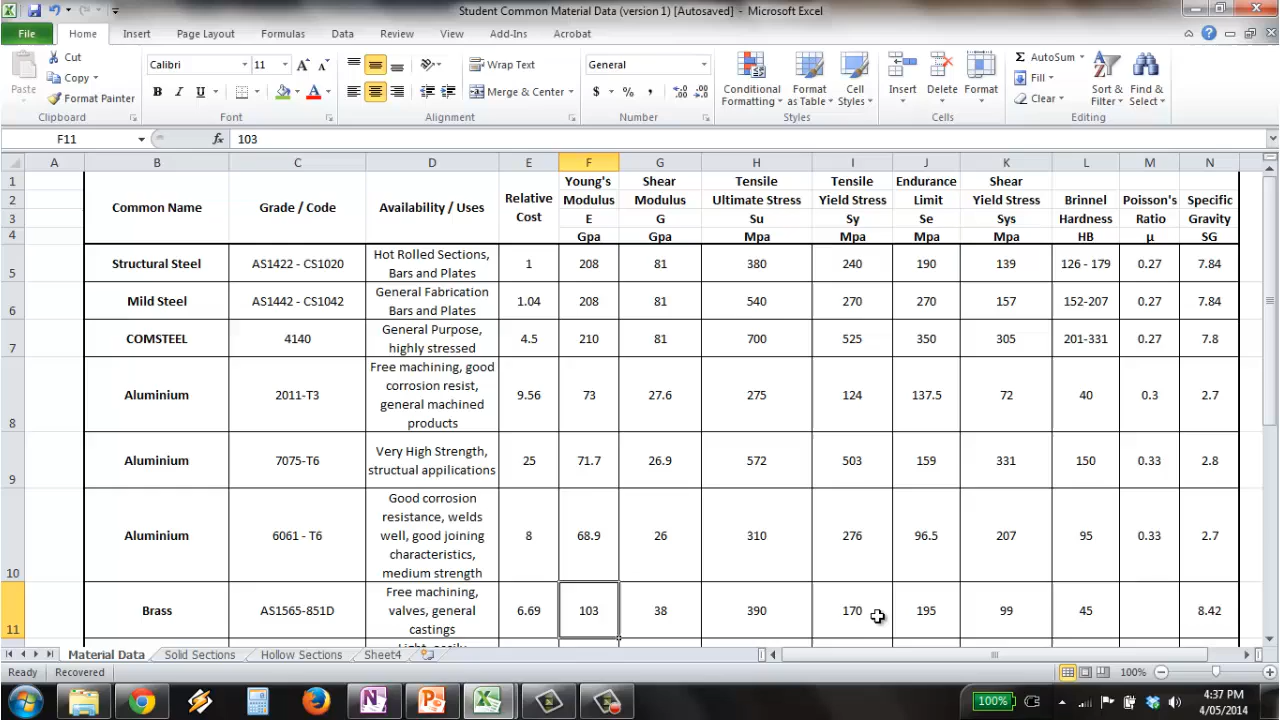 Student Common Material Data (version 1) [Autosaved] - Microsoft Excel
File Home Insert Page Layout Formulas Data Review View Add-Ins Acrobat
Cut
Copy
Format Painter
Paste
Clipboard
Calibri 11
B I U
Font
Wrap Text
Merge & Center
Alignment
General
$ % ,
Number
Conditional Formatting
Format as Table
Cell Styles
Styles
Insert Delete Format
Cells
AutoSum
Fill
Clear
Sort & Filter
Find & Select
Editing
F11 fx 103
A B C D E F G H I J K L M N
1 Young's Shear Tensile Tensile Endurance Shear
2 Common Name Grade / Code Availability / Uses Relative Cost Modulus Modulus Ultimate Stress Yield Stress Limit Yield Stress Brinnel Poisson's Specific
3 E G Su Sy Se Sys Hardness Ratio Gravity
4 Gpa Gpa Mpa Mpa Mpa Mpa HB µ SG
5 Structural Steel AS1422 - CS1020 Hot Rolled Sections, Bars and Plates 1 208 81 380 240 190 139 126 - 179 0.27 7.84
6 Mild Steel AS1442 - CS1042 General Fabrication Bars and Plates 1.04 208 81 540 270 270 157 152-207 0.27 7.84
7 COMSTEEL 4140 General Purpose, highly stressed 4.5 210 81 700 525 350 305 201-331 0.27 7.8
8 Aluminium 2011-T3 Free machining, good corrosion resist, general machined products 9.56 73 27.6 275 124 137.5 72 40 0.3 2.7
9 Aluminium 7075-T6 Very High Strength, structual appilications 25 71.7 26.9 572 503 159 331 150 0.33 2.8
10 Aluminium 6061 - T6 Good corrosion resistance, welds well, good joining characteristics, medium strength 8 68.9 26 310 276 96.5 207 95 0.33 2.7
11 Brass AS1565-851D Free machining, valves, general castings 6.69 103 38 390 170 195 99 45 8.42
Material Data Solid Sections Hollow Sections Sheet4
Ready Recovered 100%
100% 4:37 PM
4/05/2014